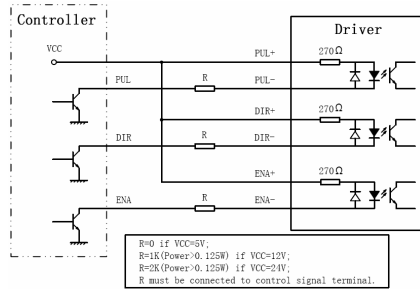 Controller
Driver
VCC
PUL+
270Ω
PUL
R
PUL-
DIR+
270Ω
DIR
R
DIR-
ENA+
270Ω
ENA
R
ENA-
R=0 if VCC=5V;
R=1K(Power>0.125W) if VCC=12V;
R=2K(Power>0.125W) if VCC=24V;
R must be connected to control signal terminal.